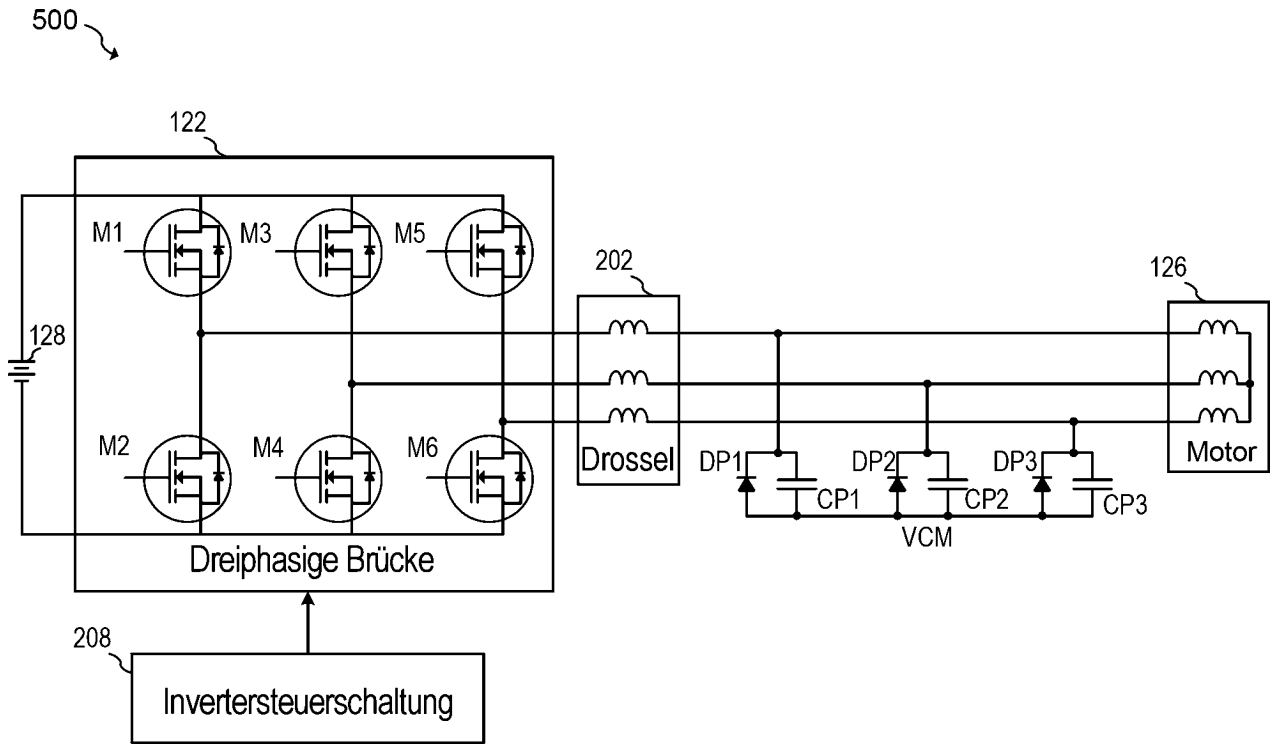 500
122
M1
M3
M5
202
126
128
M2
M4
M6
Drossel
Motor
DP1
DP2
DP3
CP1
CP2
CP3
VCM
Dreiphasige Brücke
208
Invertersteuerschaltung